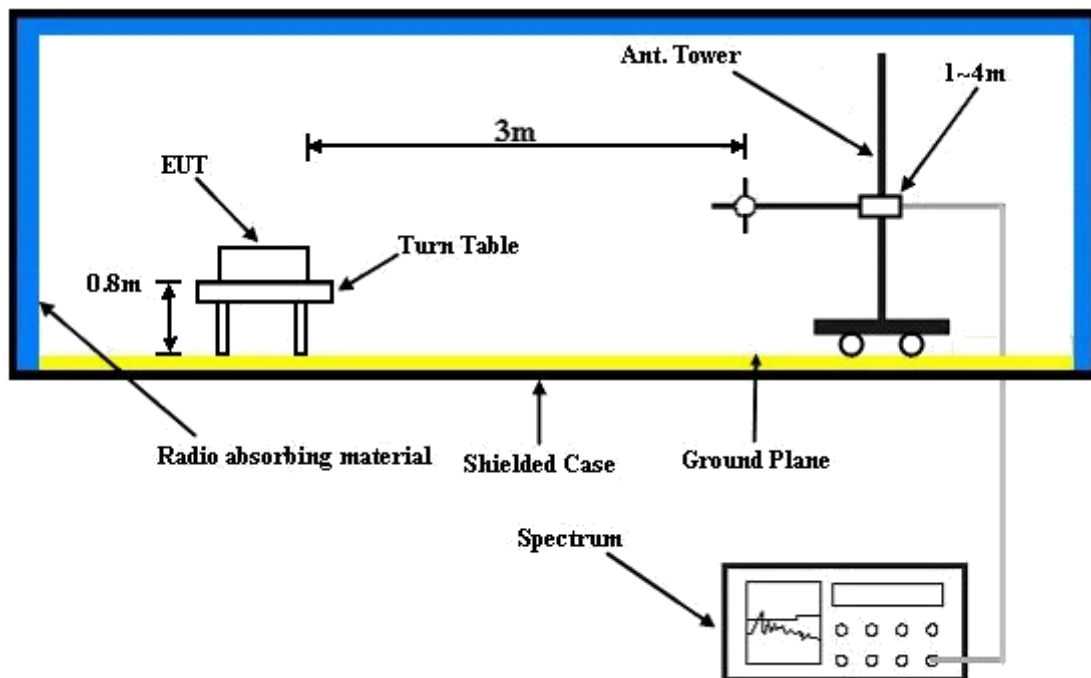 Ant. Tower
1~4m
3m
EUT
Turn Table
0.8m
Radio absorbing material
Shielded Case
Ground Plane
Spectrum